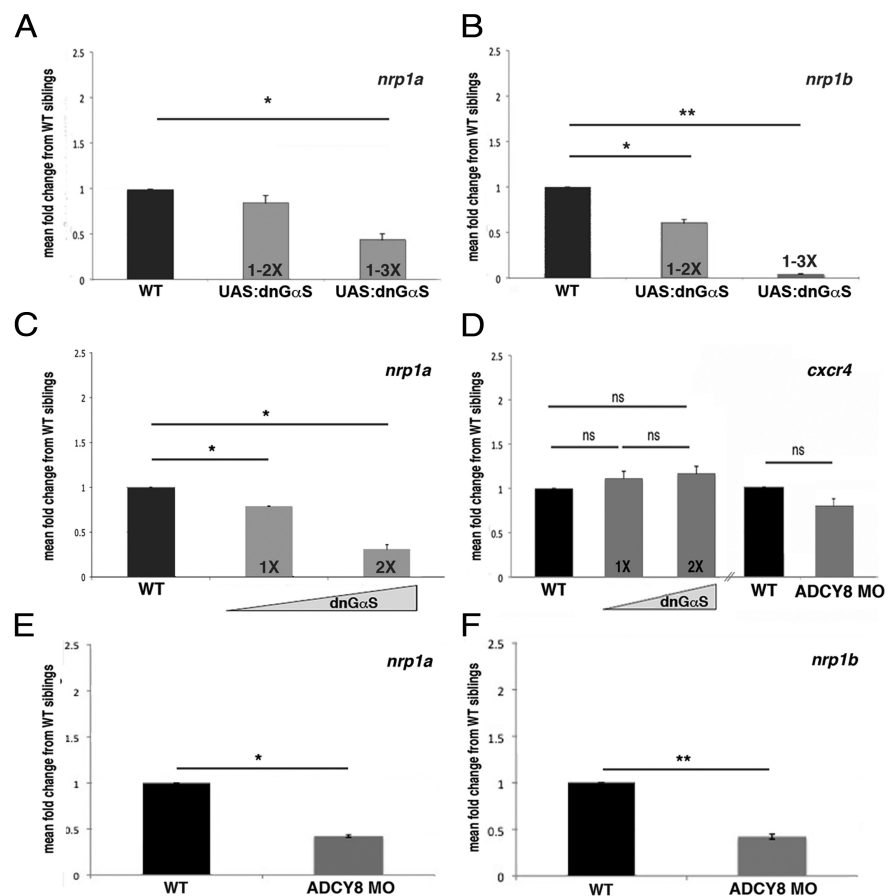 A
mean fold change from WT siblings
2.5
2
1.5
1
0.5
0
nrp1a
*
1-2X
1-3X
WT
UAS:dnGαS
UAS:dnGαS
B
mean fold change from WT siblings
2.5
2
1.5
1
0.5
0
nrp1b
**
*
1-2X
1-3X
WT
UAS:dnGαS
UAS:dnGαS
C
mean fold change from WT siblings
2.5
2
1.5
1
0.5
0
nrp1a
*
*
1X
2X
WT
dnGαS
D
mean fold change from WT siblings
2.5
2
1.5
1
0.5
0
cxcr4
ns
ns
ns
ns
1X
2X
WT
ADCY8 MO
WT
dnGαS
E
mean fold change from WT siblings
2.5
2
1.5
1
0.5
0
nrp1a
*
WT
ADCY8 MO
F
mean fold change from WT siblings
2.5
2
1.5
1
0.5
0
nrp1b
**
WT
ADCY8 MO